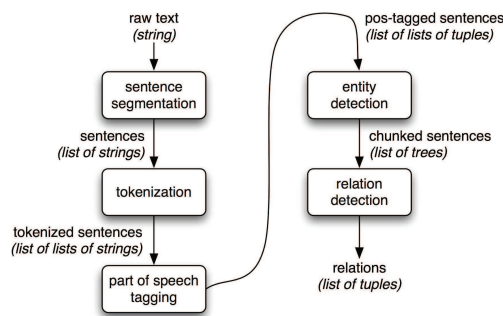 raw text
(string)
sentence
segmentation
sentences
(list of strings)
tokenization
tokenized sentences
(list of lists of strings)
part of speech
tagging
pos-tagged sentences
(list of lists of tuples)
entity
detection
chunked sentences
(list of trees)
relation
detection
relations
(list of tuples)